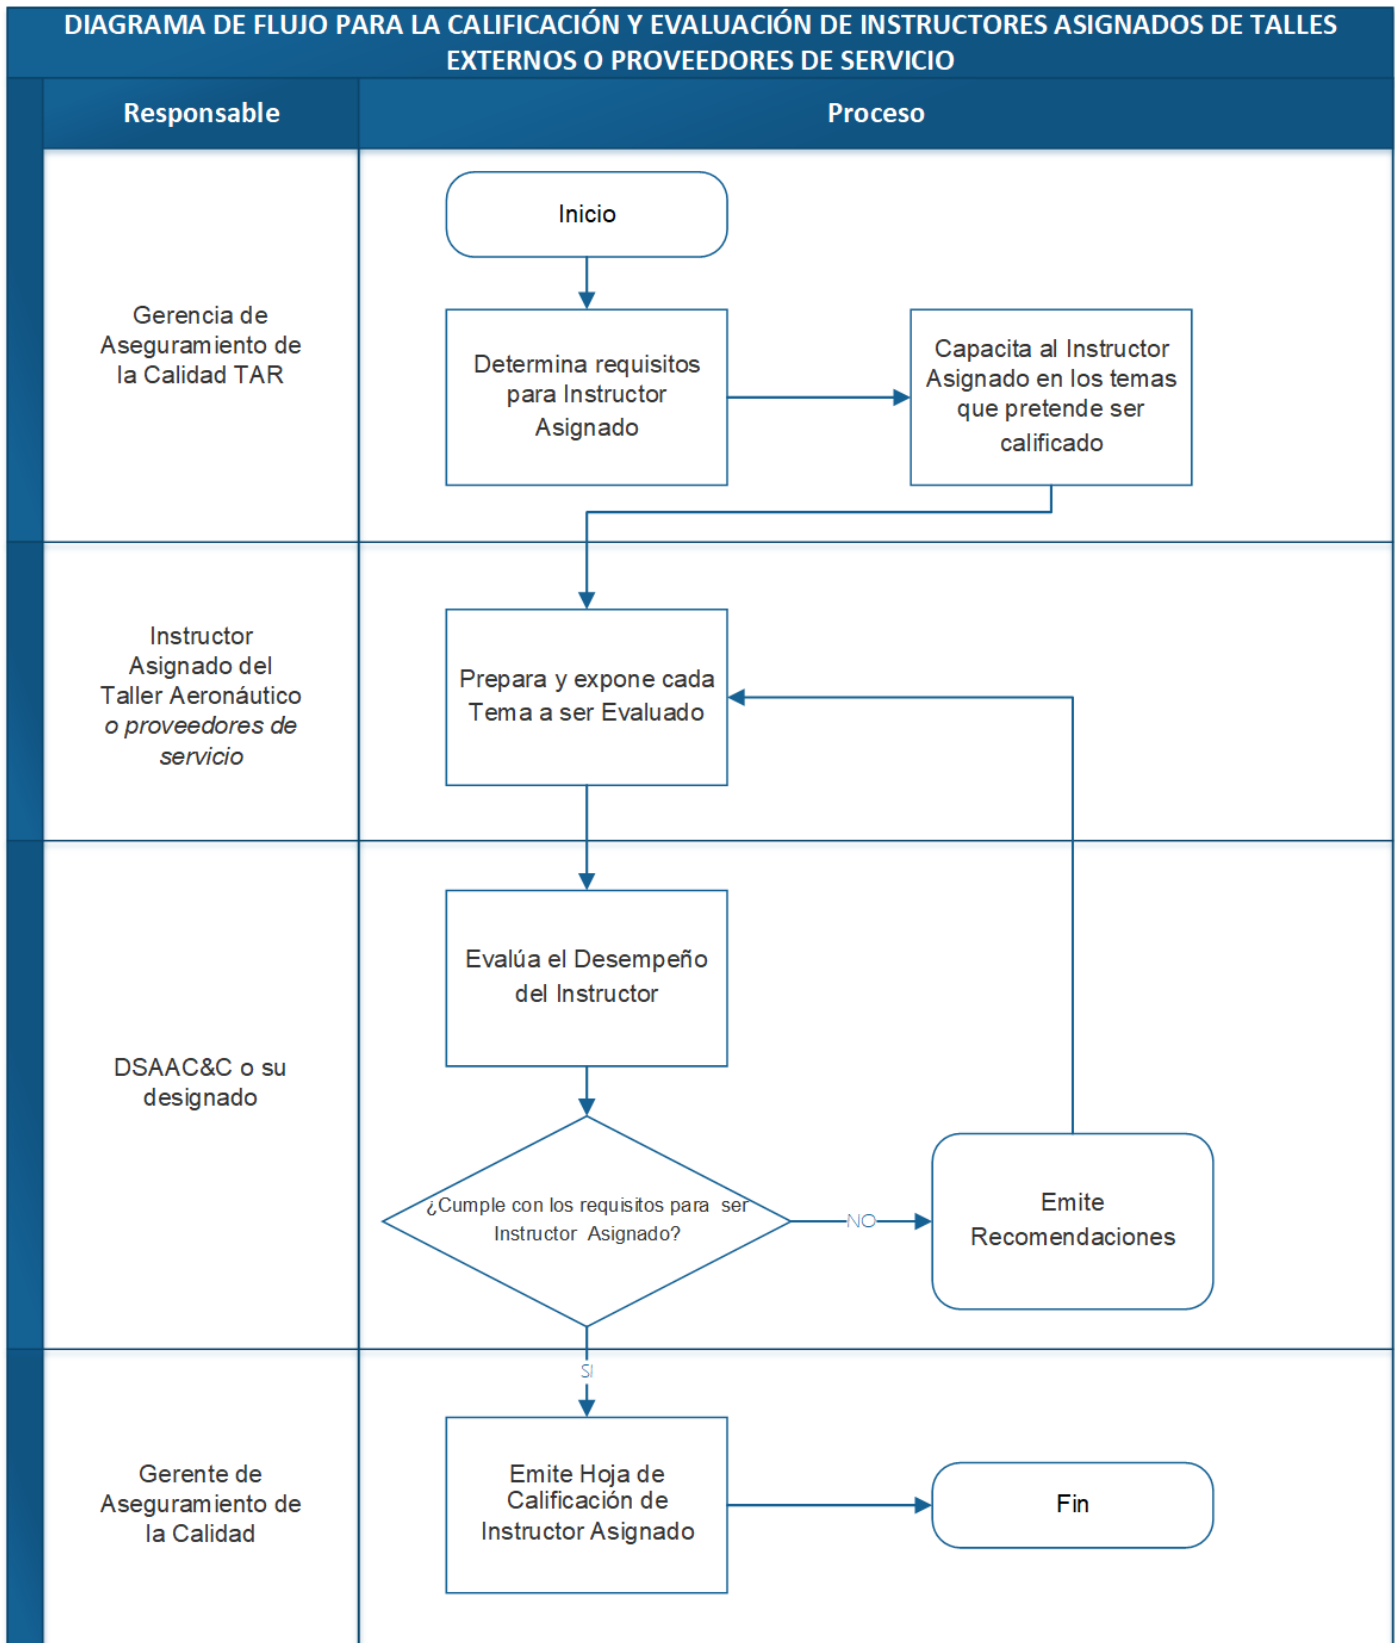 DIAGRAMA DE FLUJO PARA LA CALIFICACIÓN Y EVALUACIÓN DE INSTRUCTORES ASIGNADOS DE TALLES
EXTERNOS O PROVEEDORES DE SERVICIO
Responsable
Proceso
Gerencia de
Aseguramiento de
la Calidad TAR
Inicio
Determina requisitos
para Instructor
Asignado
Capacita al Instructor
Asignado en los temas
que pretende ser
calificado
Instructor
Asignado del
Taller Aeronáutico
o proveedores de
servicio
Prepara y expone cada
Tema a ser Evaluado
DSAAC&C o su
designado
Evalúa el Desempeño
del Instructor
¿Cumple con los requisitos para ser
Instructor Asignado?
NO
Emite
Recomendaciones
SI
Gerente de
Aseguramiento de
la Calidad
Emite Hoja de
Calificación de
Instructor Asignado
Fin